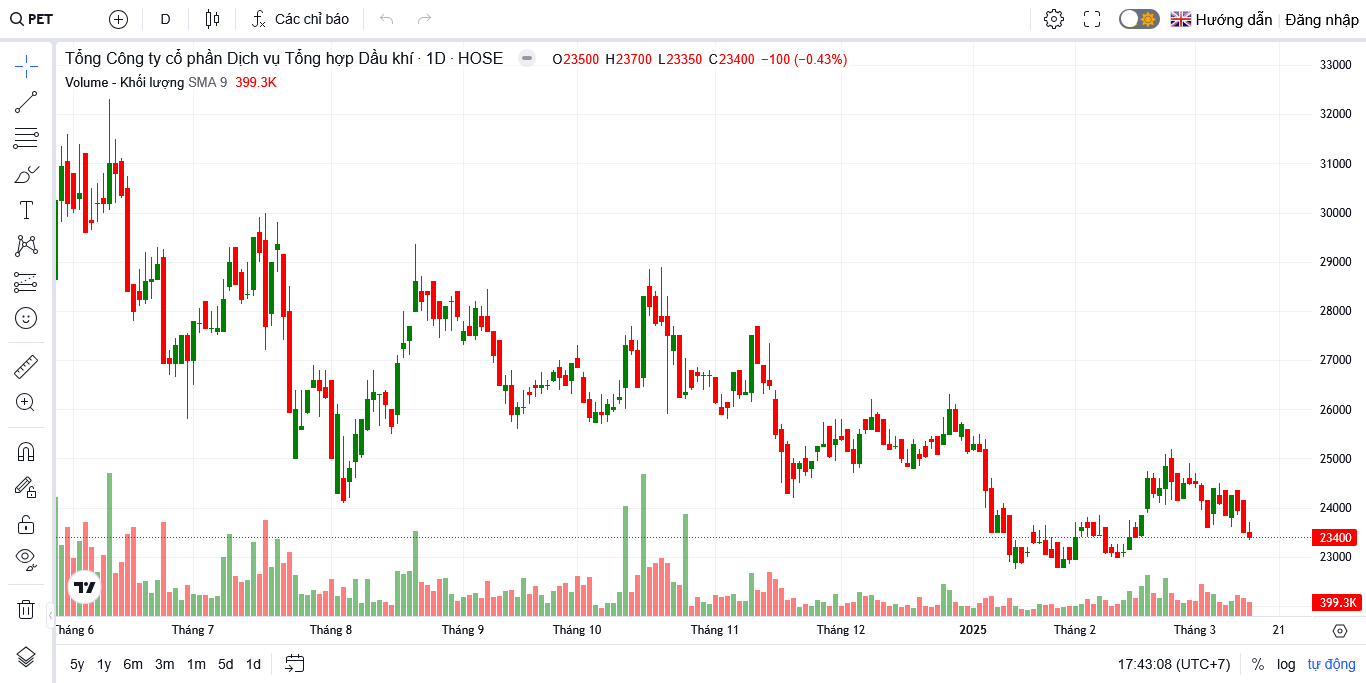 PET D Các chỉ báo Hướng dẫn Đăng nhập
Tổng Công ty cổ phần Dịch vụ Tổng hợp Dầu khí · 1D · HOSE O23500 H23700 L23350 C23400 −100 (−0.43%)
Volume - Khối lượng SMA 9 399.3K
33000
32000
31000
30000
29000
28000
27000
26000
25000
24000
23400
23000
399.3K
Tháng 6 Tháng 7 Tháng 8 Tháng 9 Tháng 10 Tháng 11 Tháng 12 2025 Tháng 2 Tháng 3 21
5y 1y 6m 3m 1m 5d 1d 17:43:08 (UTC+7) % log tự động